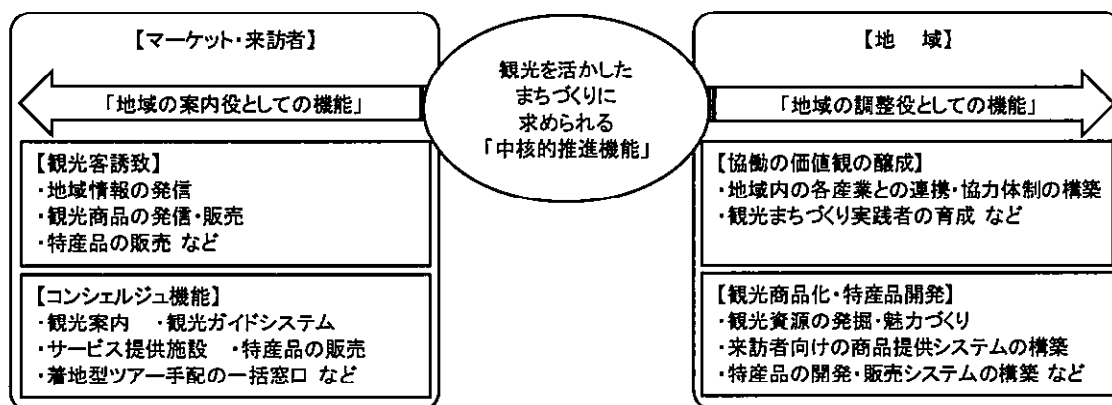 【マーケット・来訪者】
「地域の案内役としての機能」
【観光客誘致】
・地域情報の発信
・観光商品の発信・販売
・特産品の販売 など
【コンシェルジュ機能】
・観光案内 ・観光ガイドシステム
・サービス提供施設 ・特産品の販売
・着地型ツアー手配の一括窓口 など
観光を活かした
まちづくりに
求められる
「中核的推進機能」
【地 域】
「地域の調整役としての機能」
【協働の価値観の醸成】
・地域内の各産業との連携・協力体制の構築
・観光まちづくり実践者の育成 など
【観光商品化・特産品開発】
・観光資源の発掘・魅力づくり
・来訪者向けの商品提供システムの構築
・特産品の開発・販売システムの構築 など